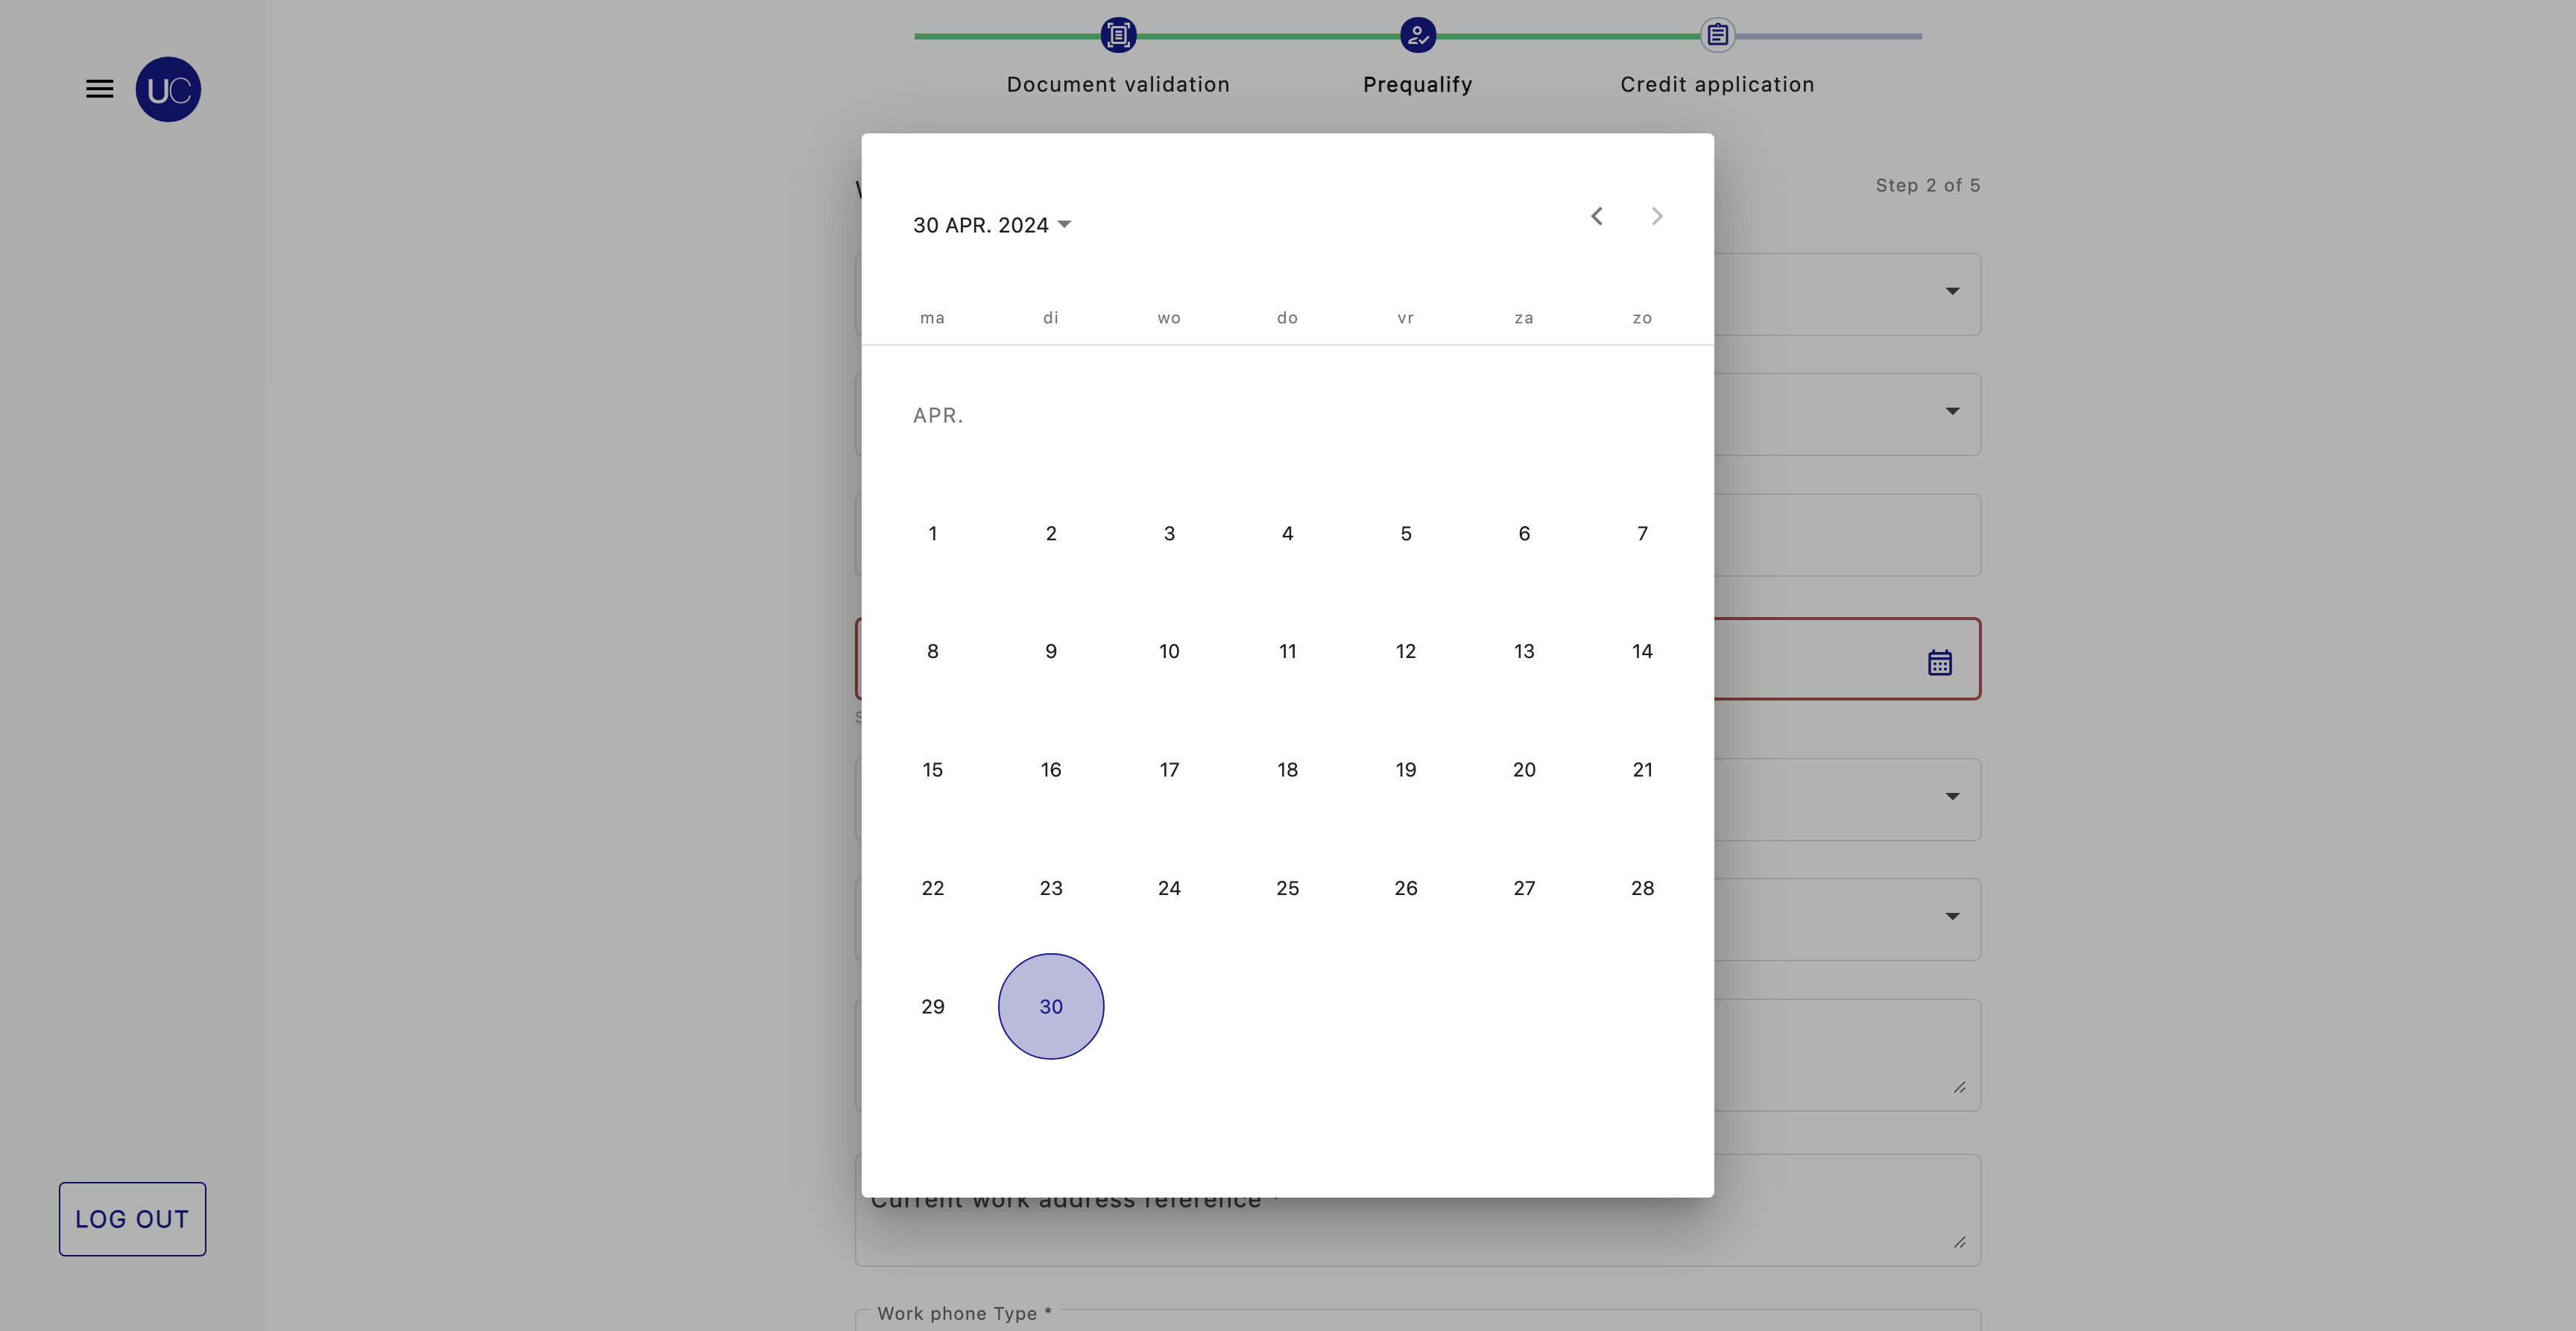 UC
Document validation
Prequalify
Credit application
Step 2 of 5
30 APR. 2024
ma di wo do vr za zo
APR.
1 2 3 4 5 6 7
8 9 10 11 12 13 14
15 16 17 18 19 20 21
22 23 24 25 26 27 28
29 30
Current work address reference *
LOG OUT
Work phone Type *